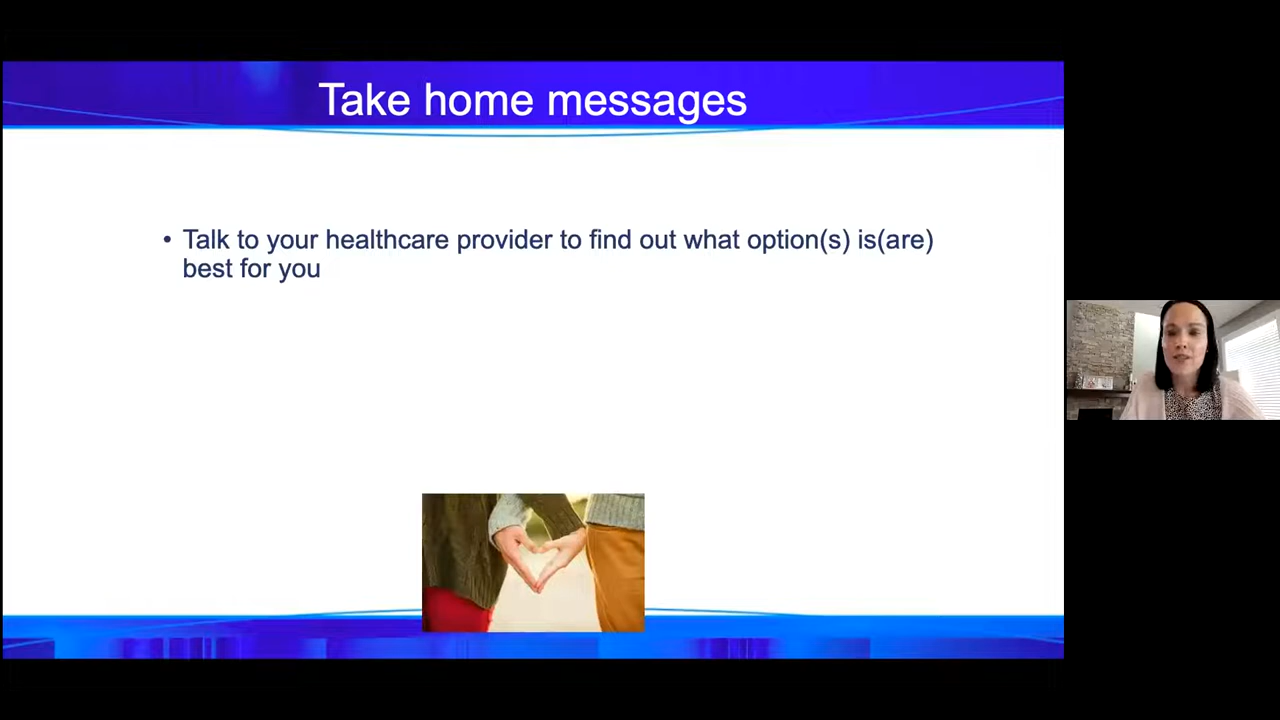 Take home messages
• Talk to your healthcare provider to find out what option(s) is(are)
best for you